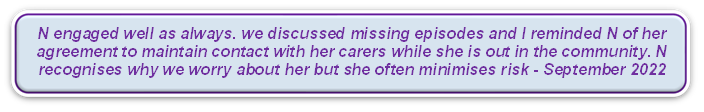 N engaged well as always. we discussed missing episodes and I reminded N of her
agreement to maintain contact with her carers while she is out in the community. N
recognises why we worry about her but she often minimises risk - September 2022